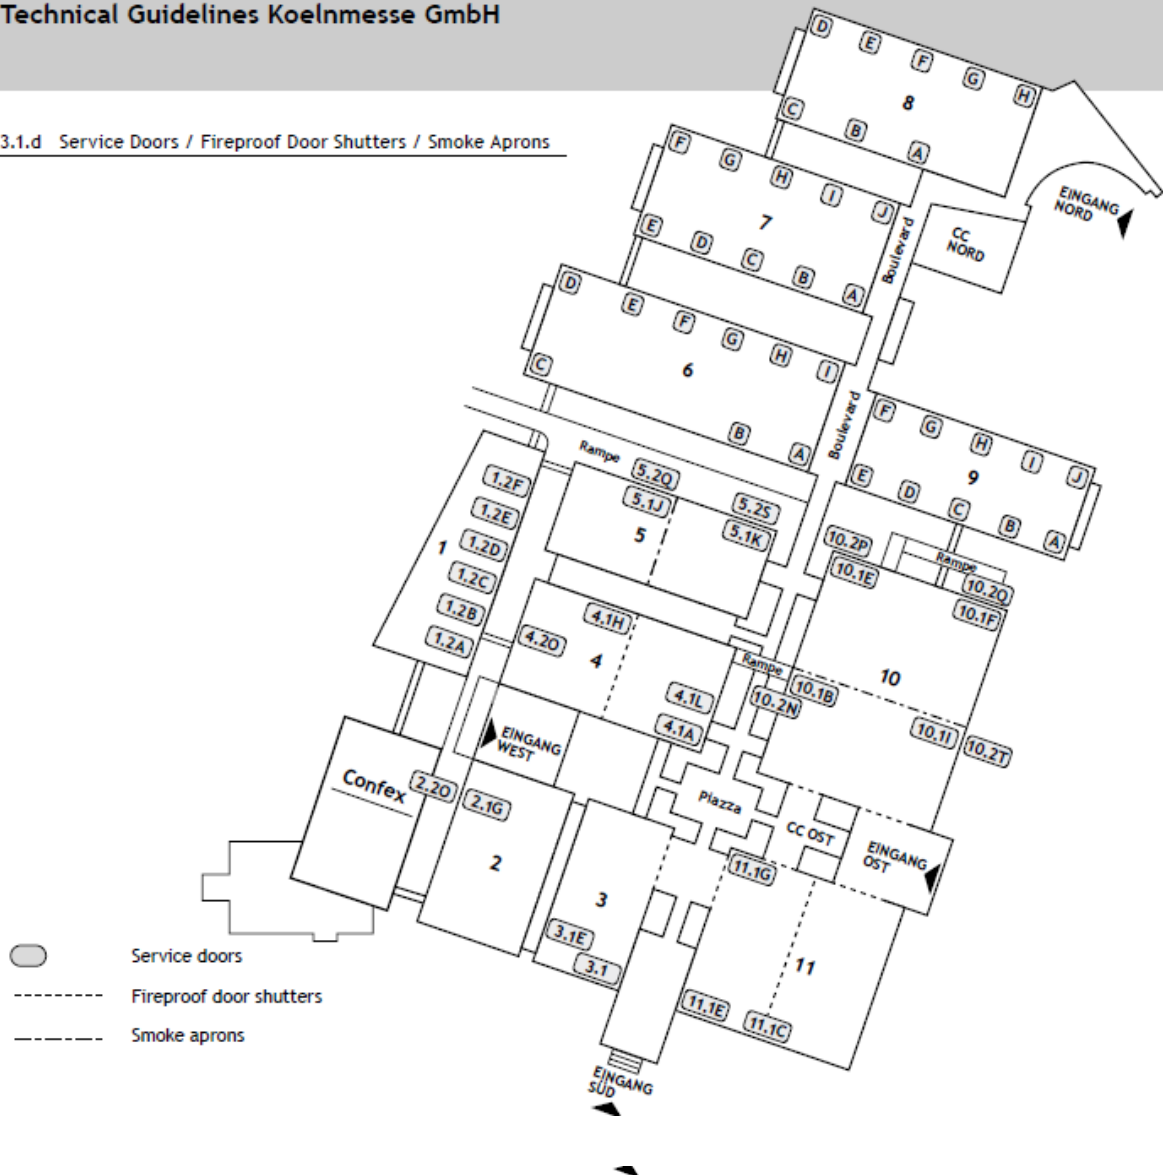 Technical Guidelines Koelnmesse GmbH
3.1.d Service Doors / Fireproof Door Shutters / Smoke Aprons
D
E
F
G
H
C
B
A
8
EINGANG
NORD
F
G
H
I
J
E
D
C
B
A
7
Boulevard
CC
NORD
D
E
F
G
H
I
C
B
A
6
Boulevard
F
G
H
I
J
E
D
C
B
A
9
Rampe
5.2Q
5.1J
5.2S
5.1K
5
1.2F
1.2E
1.2D
1.2C
1.2B
1.2A
1
10.2P
10.1E
Rampe
10.2Q
10.1F
4.1H
4.2O
4
4.1L
4.1A
Rampe
10.1B
10.2N
10
10.1I
10.2T
EINGANG
WEST
Confex
2.2O
2.1G
2
Piazza
CC OST
EINGANG
OST
3
3.1E
3.1
11.1G
11
11.1E
11.1C
EINGANG
SÜD
Service doors
Fireproof door shutters
Smoke aprons